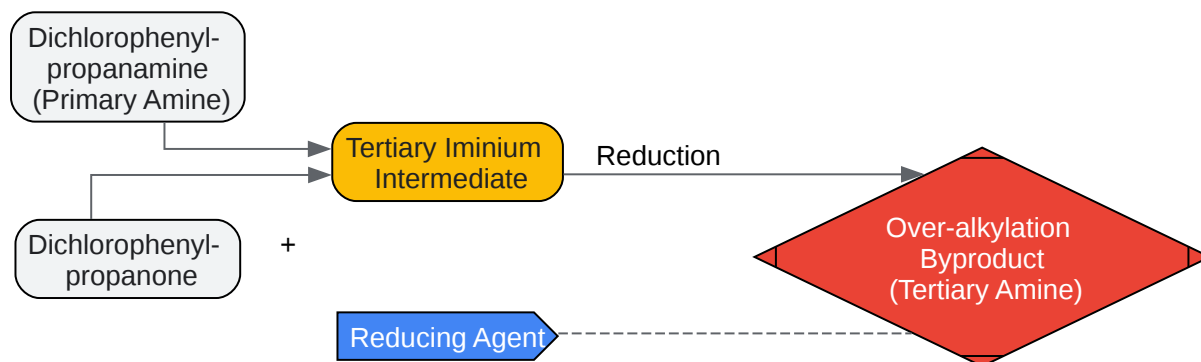 Dichlorophenyl-
propanamine
(Primary Amine)
Tertiary Iminium
Intermediate
Reduction
Dichlorophenyl-
propanone
+
Over-alkylation
Byproduct
(Tertiary Amine)
Reducing Agent